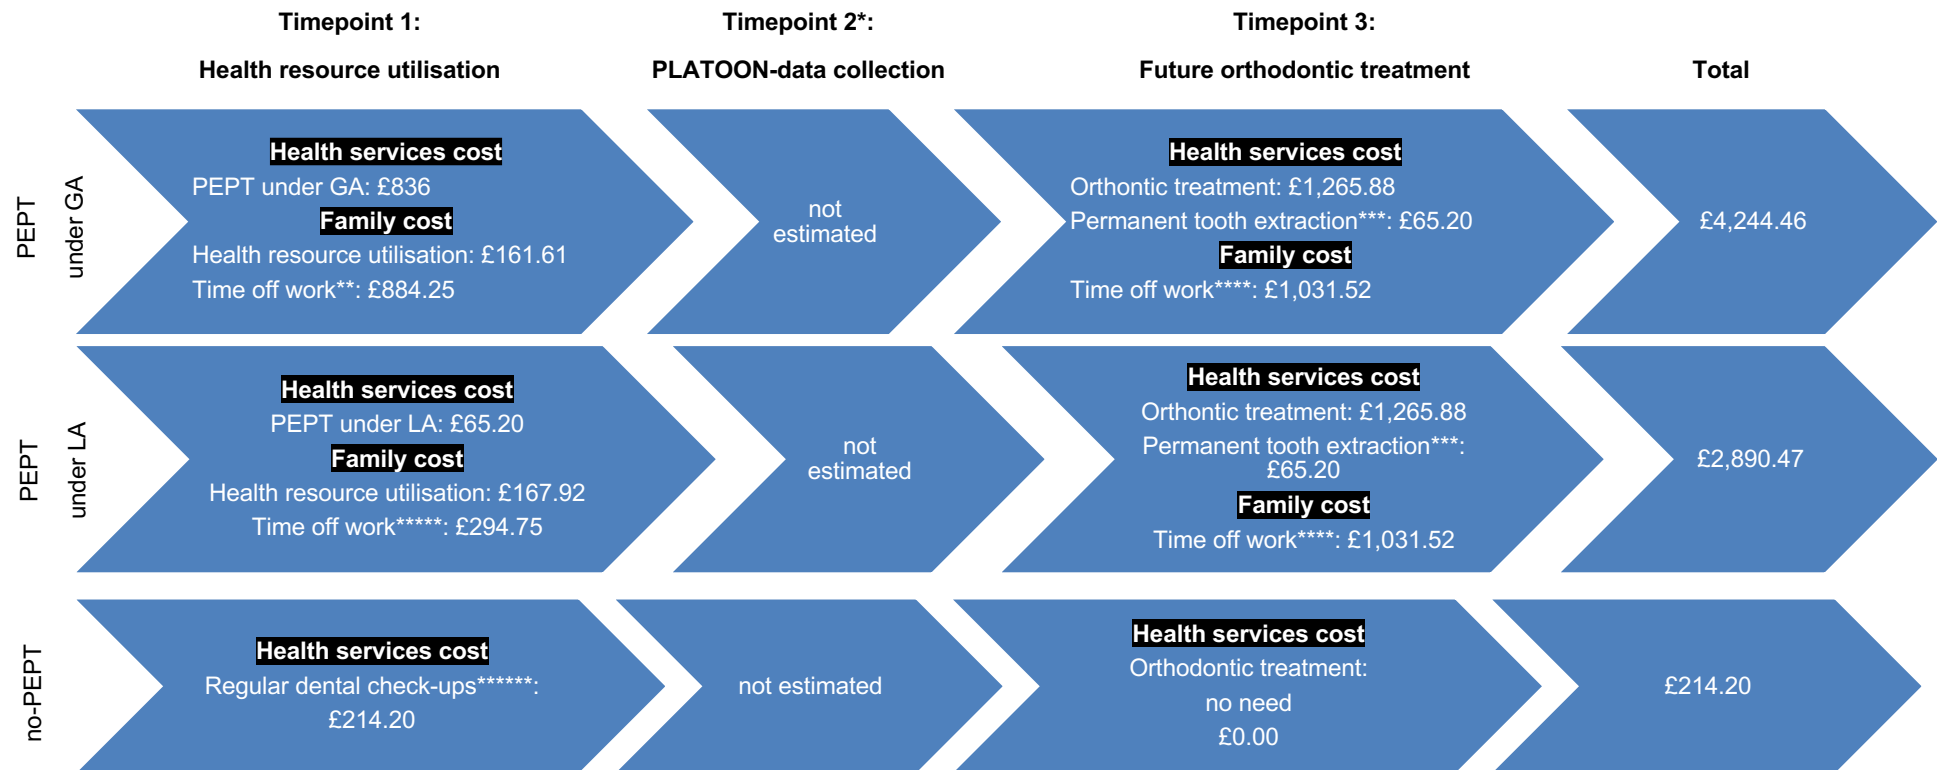 Timepoint 1:
Health resource utilisation
Timepoint 2*:
PLATOON-data collection
Timepoint 3:
Future orthodontic treatment
Total
PEPT
under GA
Health services cost
PEPT under GA: £836
Family cost
Health resource utilisation: £161.61
Time off work**: £884.25
not
estimated
Health services cost
Orthontic treatment: £1,265.88
Permanent tooth extraction***: £65.20
Family cost
Time off work****: £1,031.52
£4,244.46
PEPT
under LA
Health services cost
PEPT under LA: £65.20
Family cost
Health resource utilisation: £167.92
Time off work*****: £294.75
not
estimated
Health services cost
Orthontic treatment: £1,265.88
Permanent tooth extraction***:
£65.20
Family cost
Time off work****: £1,031.52
£2,890.47
no-PEPT
Health services cost
Regular dental check-ups******:
£214.20
not estimated
Health services cost
Orthodontic treatment:
no need
£0.00
£214.20